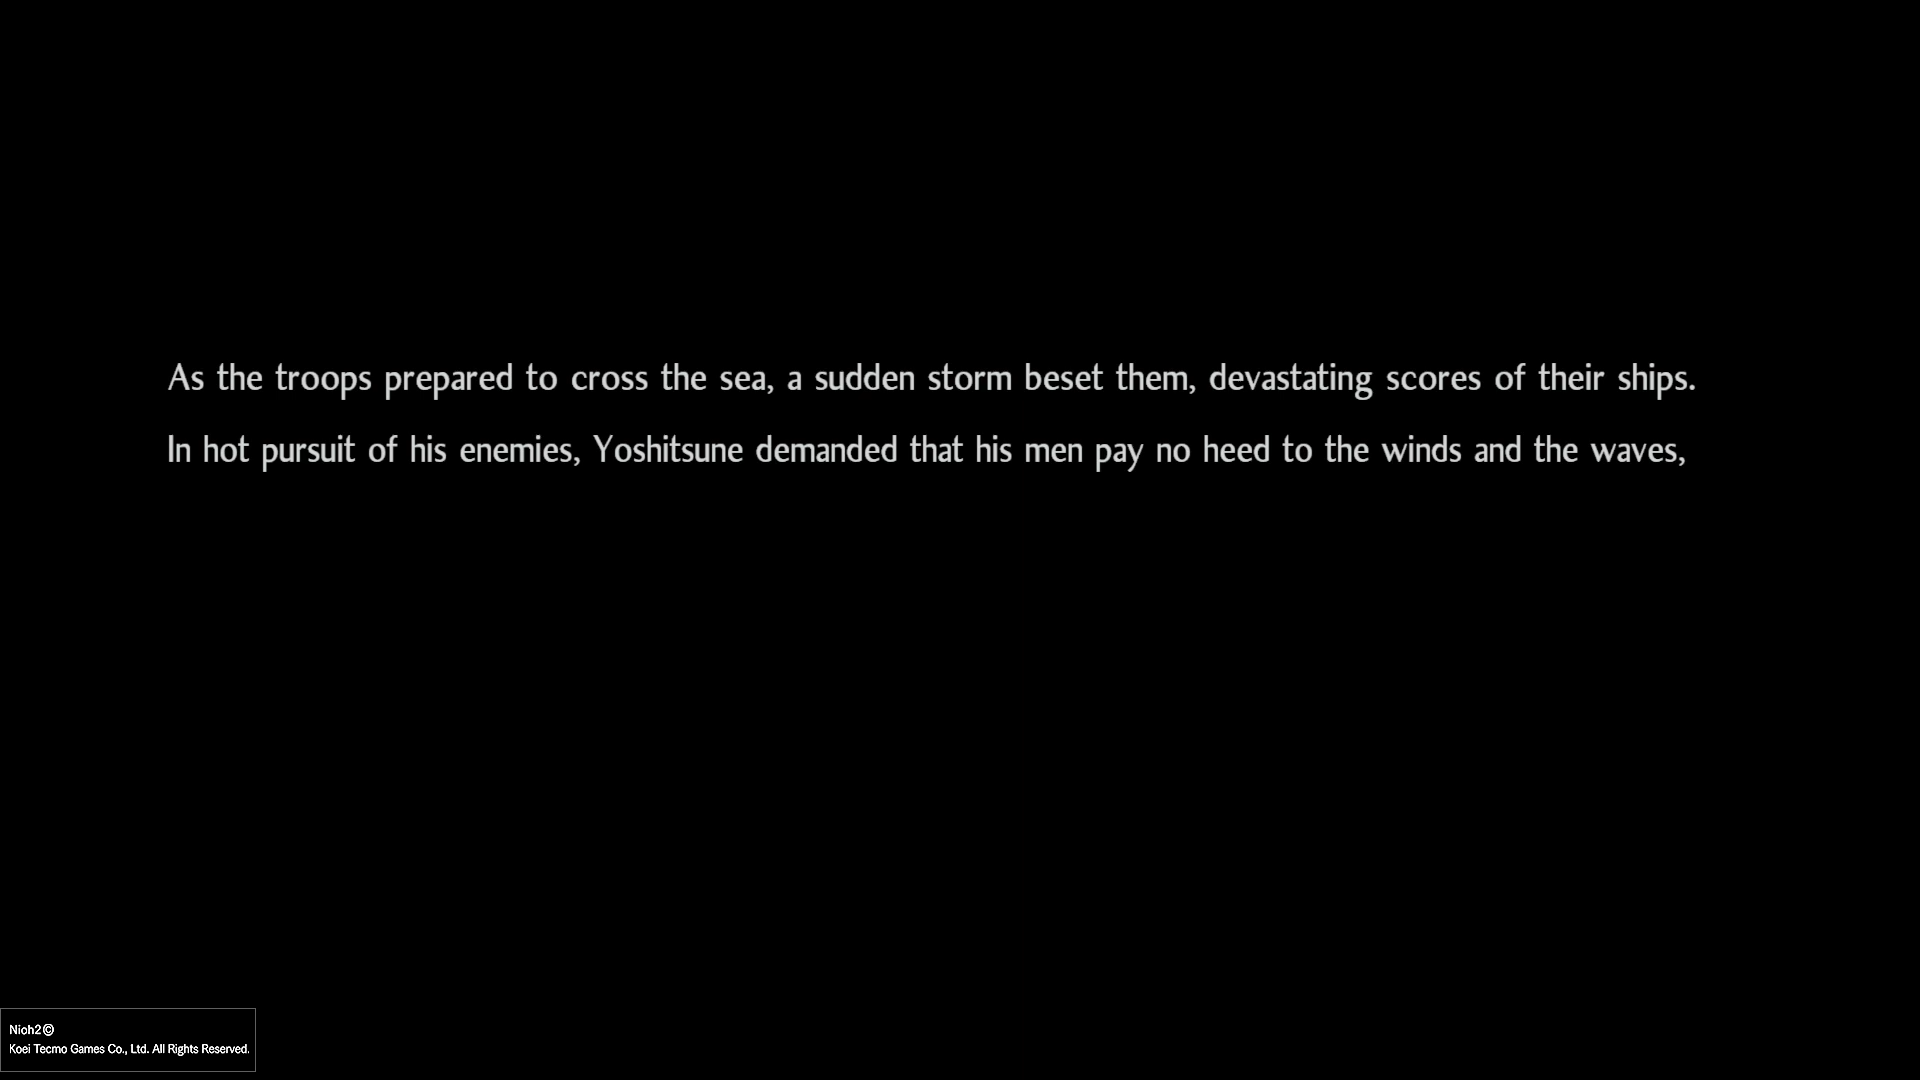 As the troops prepared to cross the sea, a sudden storm beset them, devastating scores of their ships.
In hot pursuit of his enemies, Yoshitsune demanded that his men pay no heed to the winds and the waves,
Nioh2©
Koei Tecmo Games Co., Ltd. All Rights Reserved.